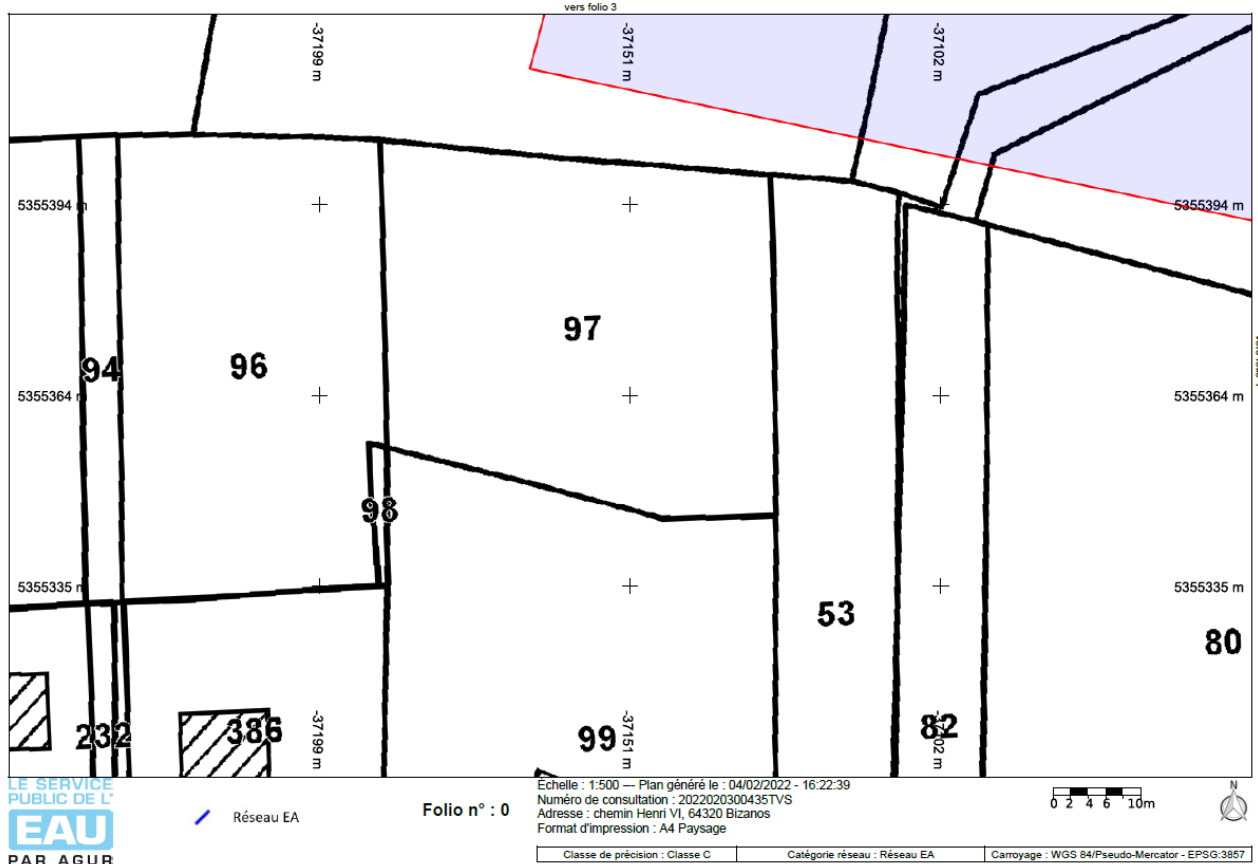 vers folio 3
-37199 m
-37151 m
-37102 m
5355394 m
5355394 m
97
94
96
5355364 m
5355364 m
98
5355335 m
5355335 m
53
80
-37199 m
-37151 m
-37102 m
232
386
99
82
LE SERVICE
PUBLIC DE L'
EAU
PAR AGUR
Réseau EA
Folio n° : 0
Echelle : 1:500 — Plan généré le : 04/02/2022 - 16:22:39
Numéro de consultation : 2022020300435TVS
Adresse : chemin Henri VI, 64320 Bizanos
Format d'impression : A4 Paysage
0 2 4 6 10m
N
Classe de précision : Classe C
Catégorie réseau : Réseau EA
Carroyage : WGS 84/Pseudo-Mercator - EPSG:3857